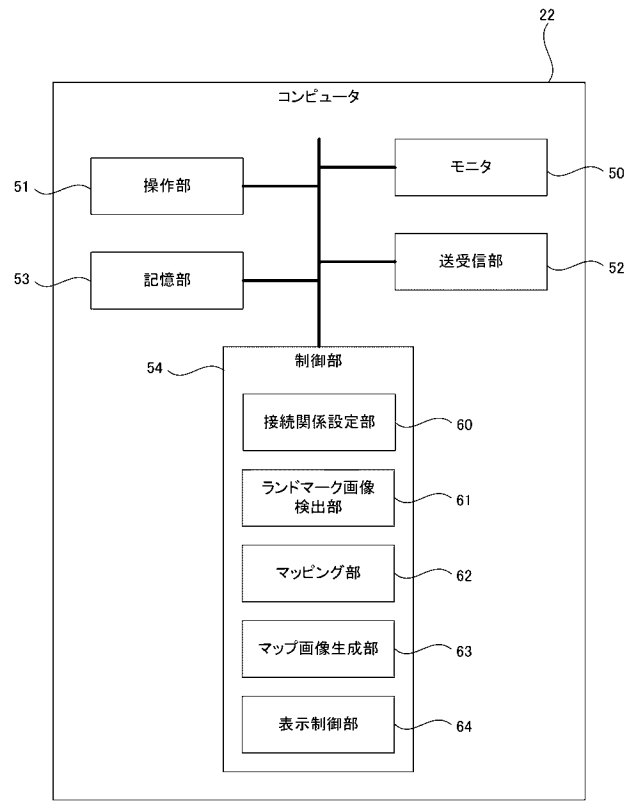 22
コンピュータ
51
操作部
モニタ
50
53
記憶部
送受信部
52
54
制御部
接続関係設定部
60
ランドマーク画像
検出部
61
マッピング部
62
マップ画像生成部
63
表示制御部
64